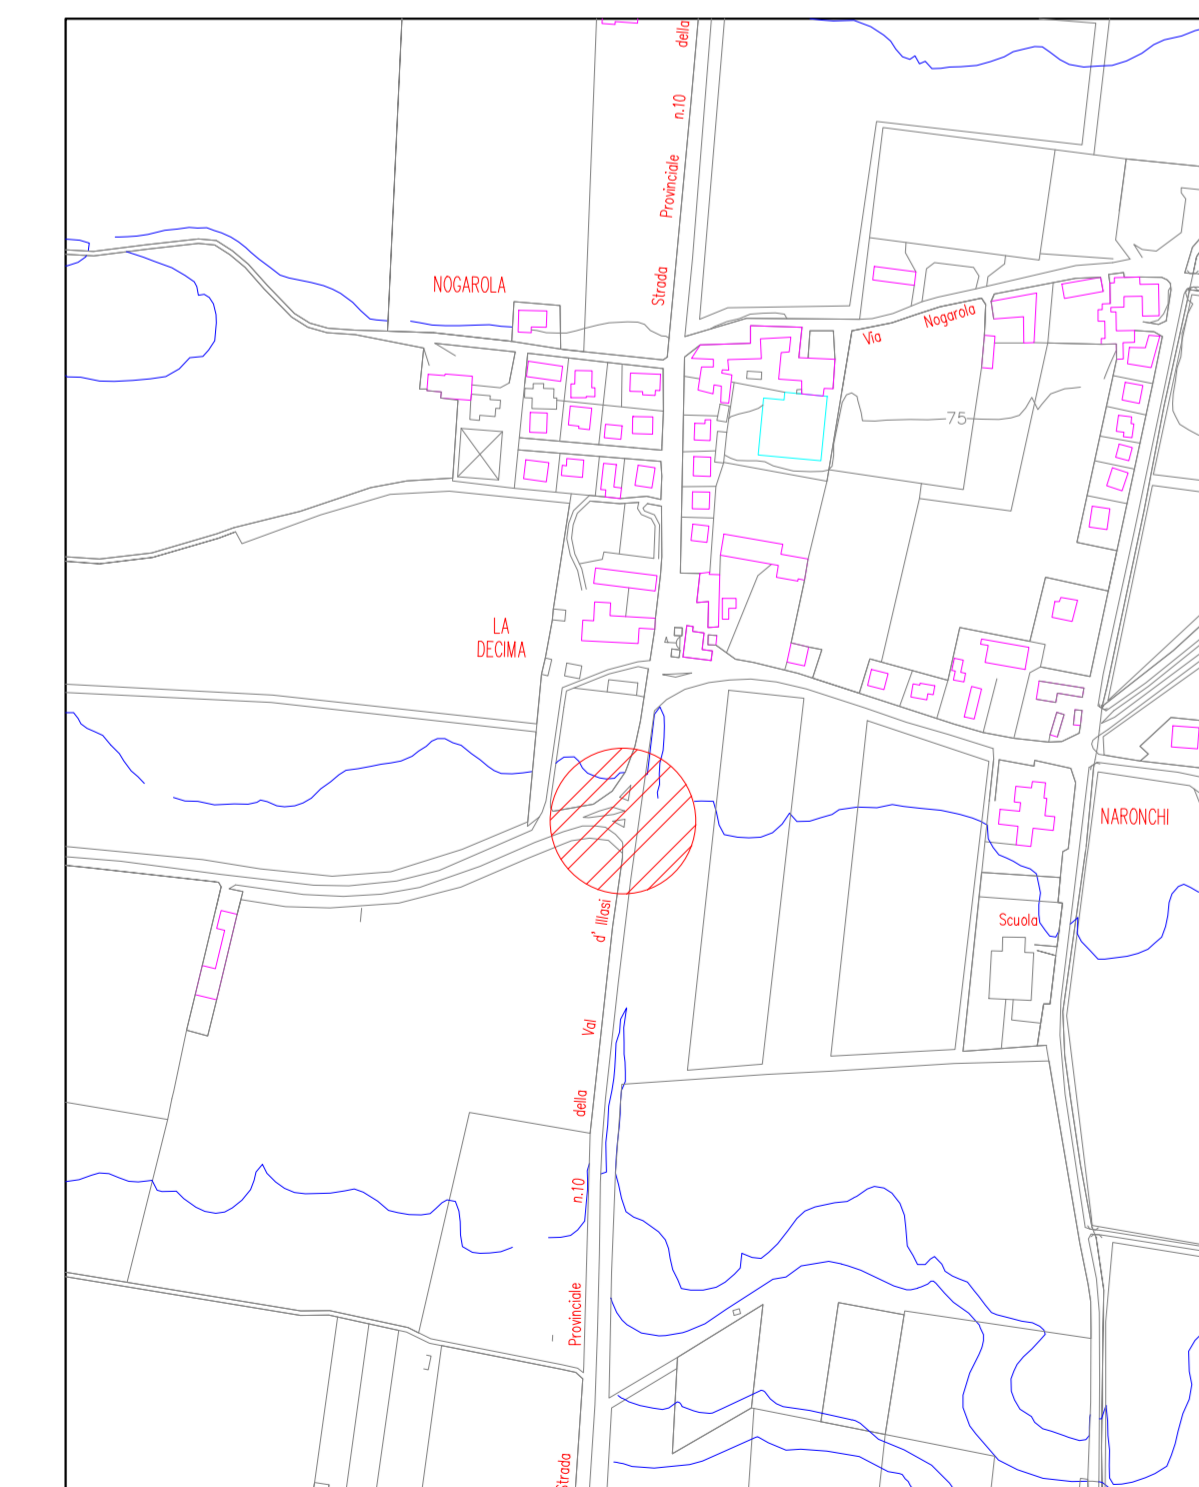 della
n.10
Provinciale
Strada
NOGAROLA
Via Nogarola
75
LA
DECIMA
NARONCHI
Scuola
d' Illasi
Val
della
n.10
Provinciale
Strada